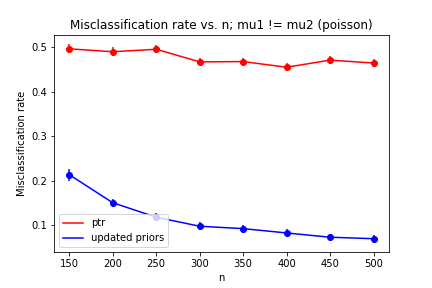 Misclassification rate vs. n; mu1 != mu2 (poisson)
Misclassification rate
0.5
0.4
0.3
0.2
0.1
ptr
updated priors
150 200 250 300 350 400 450 500
n